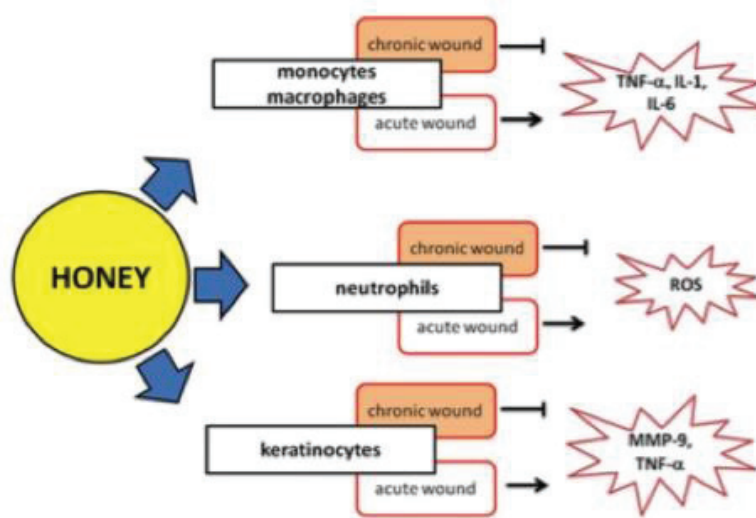 chronic wound
monocytes
macrophages
acute wound
TNF-α, IL-1,
IL-6
HONEY
chronic wound
neutrophils
acute wound
ROS
chronic wound
keratinocytes
acute wound
MMP-9,
TNF-α